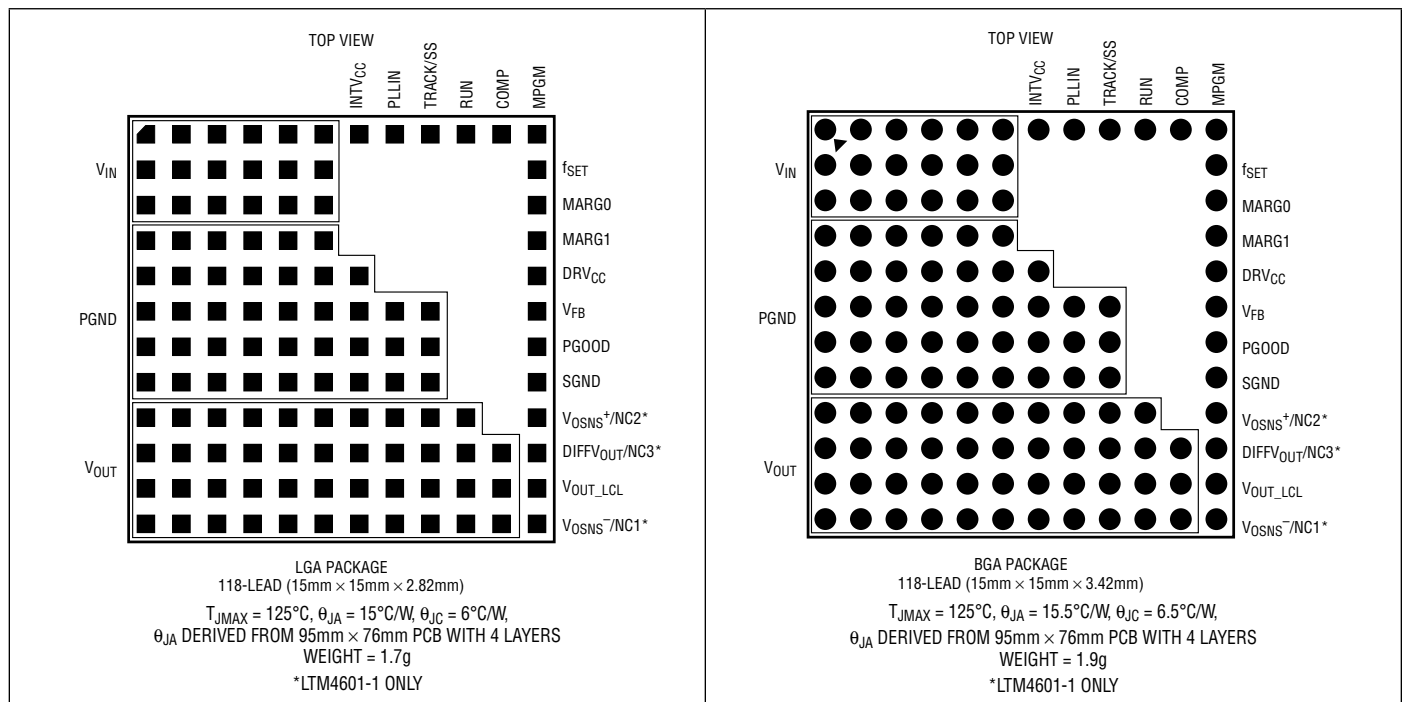 TOP VIEW
INTVCC
PLLIN
TRACK/SS
RUN
COMP
MPGM
VIN
fSET
MARG0
MARG1
DRVCC
PGND
VFB
PGOOD
SGND
VOSNS+/NC2*
DIFFVOUT/NC3*
VOUT
VOUT_LCL
VOSNS–/NC1*
LGA PACKAGE
118-LEAD (15mm × 15mm × 2.82mm)
TJMAX = 125°C, θJA = 15°C/W, θJC = 6°C/W,
θJA DERIVED FROM 95mm × 76mm PCB WITH 4 LAYERS
WEIGHT = 1.7g
*LTM4601-1 ONLY
TOP VIEW
INTVCC
PLLIN
TRACK/SS
RUN
COMP
MPGM
VIN
fSET
MARG0
MARG1
DRVCC
PGND
VFB
PGOOD
SGND
VOSNS+/NC2*
DIFFVOUT/NC3*
VOUT
VOUT_LCL
VOSNS–/NC1*
BGA PACKAGE
118-LEAD (15mm × 15mm × 3.42mm)
TJMAX = 125°C, θJA = 15.5°C/W, θJC = 6.5°C/W,
θJA DERIVED FROM 95mm × 76mm PCB WITH 4 LAYERS
WEIGHT = 1.9g
*LTM4601-1 ONLY